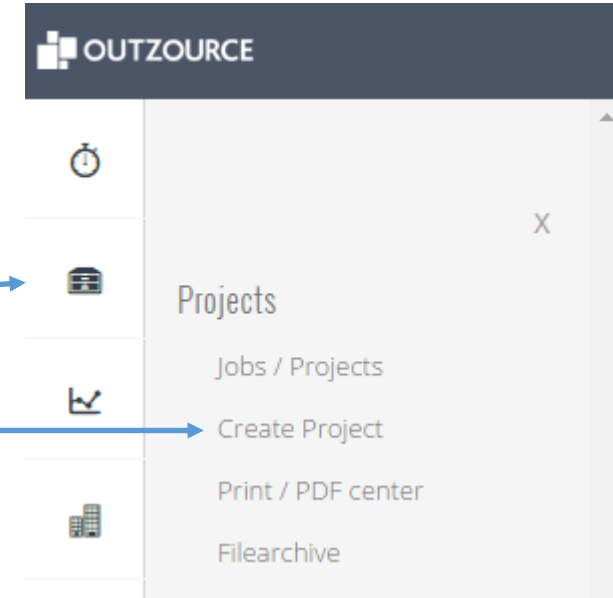 OUTZOURCE
X
Projects
Jobs / Projects
Create Project
Print / PDF center
Filearchive